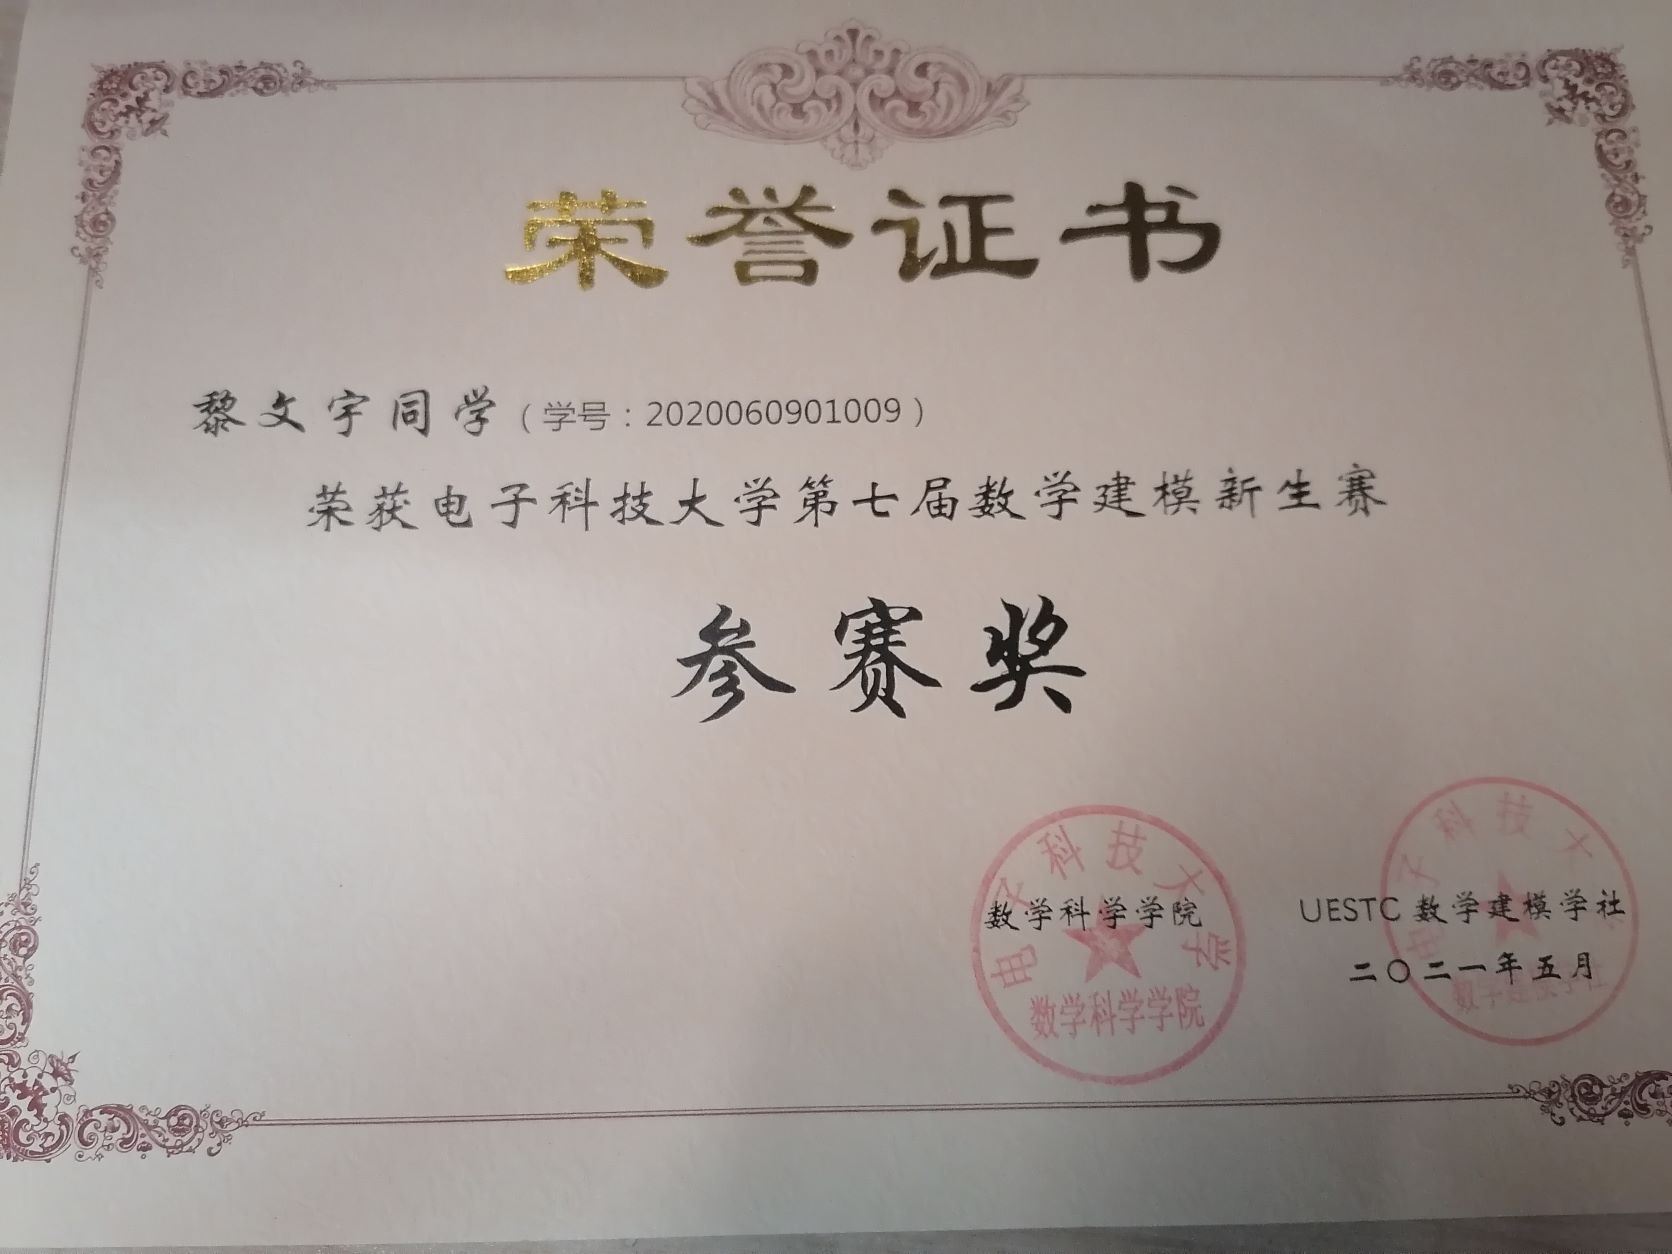 荣誉证书
黎文宇同学（学号：2020060901009）
荣获电子科技大学第七届数学建模新生赛
参赛奖
电子科技大学
数学科学学院
数学科学学院
电子科技大
UESTC 数学建模学社
二〇二一年五月
数学建模学社